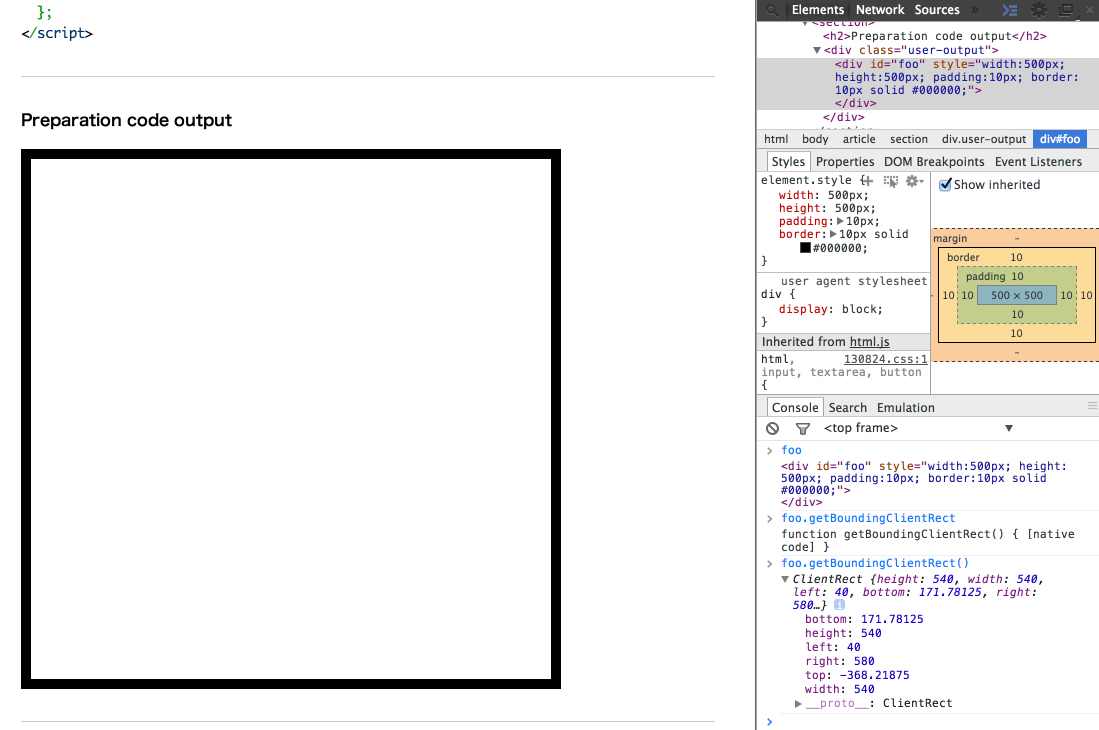 };
</script>
Preparation code output
Elements Network Sources »
<section>
<h2>Preparation code output</h2>
<div class="user-output">
<div id="foo" style="width:500px;
height:500px; padding:10px; border:
10px solid #000000;">
</div>
</div>
</section>
html body article section div.user-output div#foo
Styles Properties DOM Breakpoints Event Listeners
element.style {
width: 500px;
height: 500px;
padding: 10px;
border: 10px solid
#000000;
}
user agent stylesheet
div {
display: block;
}
Inherited from html.js
html, 130824.css:1
input, textarea, button
{
Show inherited
margin –
border 10
padding 10
– 10 10 500 × 500 10 10
10
10
–
Console Search Emulation
<top frame> ▼
> foo
<div id="foo" style="width:500px; height:
500px; padding:10px; border:10px solid
#000000;">
</div>
> foo.getBoundingClientRect
function getBoundingClientRect() { [native
code] }
> foo.getBoundingClientRect()
▼ClientRect {height: 540, width: 540,
left: 40, bottom: 171.78125, right:
580…} i
bottom: 171.78125
height: 540
left: 40
right: 580
top: -368.21875
width: 540
▶__proto__: ClientRect
>